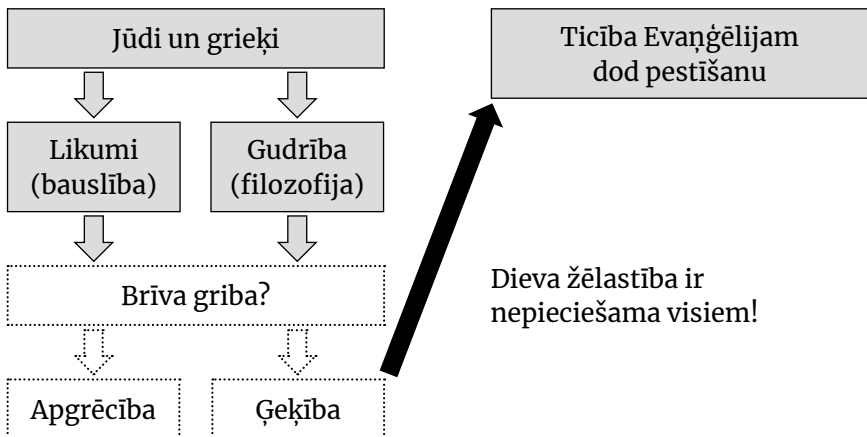 Jūdi un grieķi
Ticība Evaņģēlijam
dod pestīšanu
Likumi
(bauslība)
Gudrība
(filozofija)
Brīva griba?
Dieva žēlastība ir
nepieciešama visiem!
Apgrēcība
Ģeķība